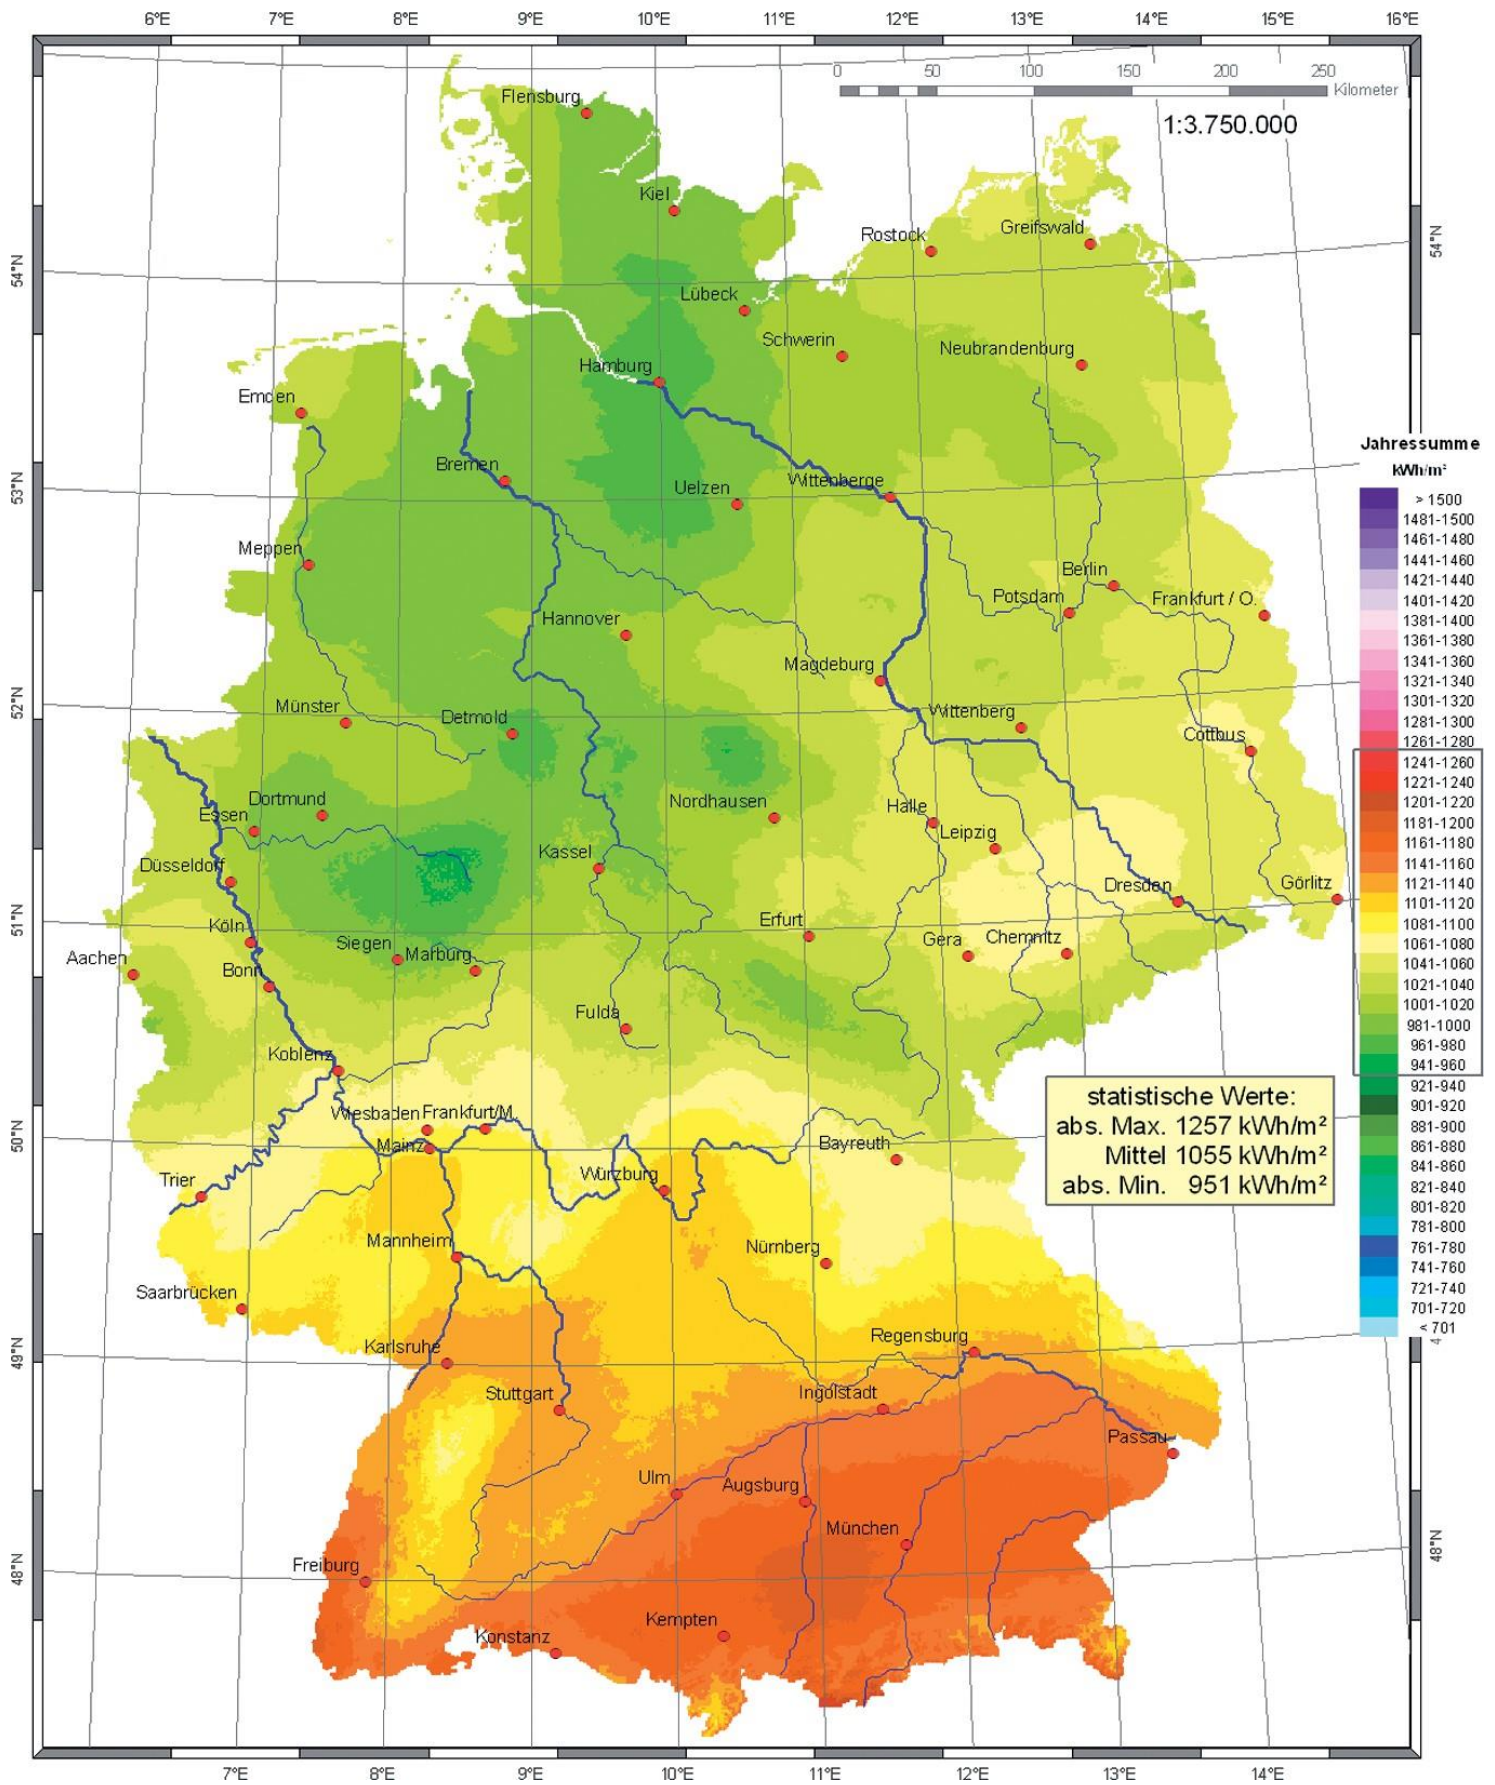 6°E 7°E 8°E 9°E 10°E 11°E 12°E 13°E 14°E 15°E 16°E
0 50 100 150 200 250
Kilometer
1:3.750.000
Flensburg
Kiel
Rostock
Greifswald
54°N
54°N
Lübeck
Schwerin
Neubrandenburg
Hamburg
Emden
Bremen
53°N
Uelzen
Wittenberge
Meppen
Berlin
Potsdam
Frankfurt / O.
Hannover
Magdeburg
52°N
Münster
Detmold
Wittenberg
Cottbus
Dortmund
Essen
Nordhausen
Halle
Leipzig
Düsseldorf
Kassel
Dresden
Görlitz
51°N
Köln
Erfurt
Siegen
Marburg
Gera
Chemnitz
Aachen
Bonn
Fulda
Koblenz
Wiesbaden
Frankfurt/M.
50°N
Mainz
Bayreuth
Trier
Würzburg
Mannheim
Nürnberg
Saarbrücken
Karlsruhe
Regensburg
49°N
4
Stuttgart
Ingolstadt
Passau
Ulm
Augsburg
München
48°N
48°N
Freiburg
Kempten
Konstanz
7°E 8°E 9°E 10°E 11°E 12°E 13°E 14°E
Jahressumme
kWh/m²
> 1500
1481-1500
1461-1480
1441-1460
1421-1440
1401-1420
1381-1400
1361-1380
1341-1360
1321-1340
1301-1320
1281-1300
1261-1280
1241-1260
1221-1240
1201-1220
1181-1200
1161-1180
1141-1160
1121-1140
1101-1120
1081-1100
1061-1080
1041-1060
1021-1040
1001-1020
981-1000
961-980
941-960
921-940
901-920
881-900
861-880
841-860
821-840
801-820
781-800
761-780
741-760
721-740
701-720
< 701
statistische Werte:
abs. Max. 1257 kWh/m²
Mittel 1055 kWh/m²
abs. Min. 951 kWh/m²